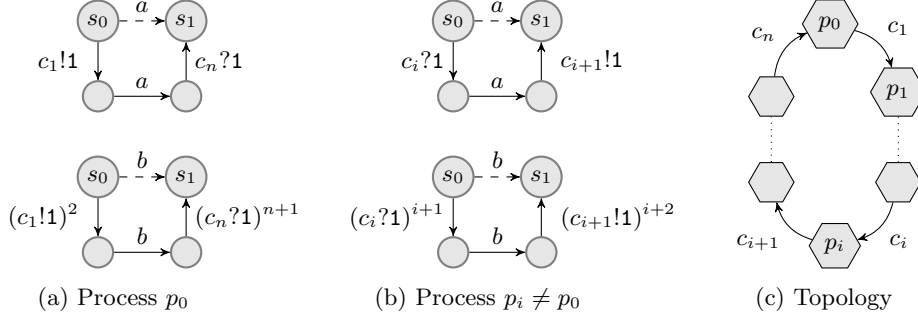 s₀ a s₁
c₁!1 cₙ?1
a
s₀ b s₁
(c₁!1)² (cₙ?1)ⁿ⁺¹
b
(a) Process p₀
s₀ a s₁
cᵢ?1 cᵢ₊₁!1
a
s₀ b s₁
(cᵢ?1)ⁱ⁺¹ (cᵢ₊₁!1)ⁱ⁺²
b
(b) Process pᵢ ≠ p₀
cₙ p₀ c₁
p₁
cᵢ₊₁ pᵢ cᵢ
(c) Topology